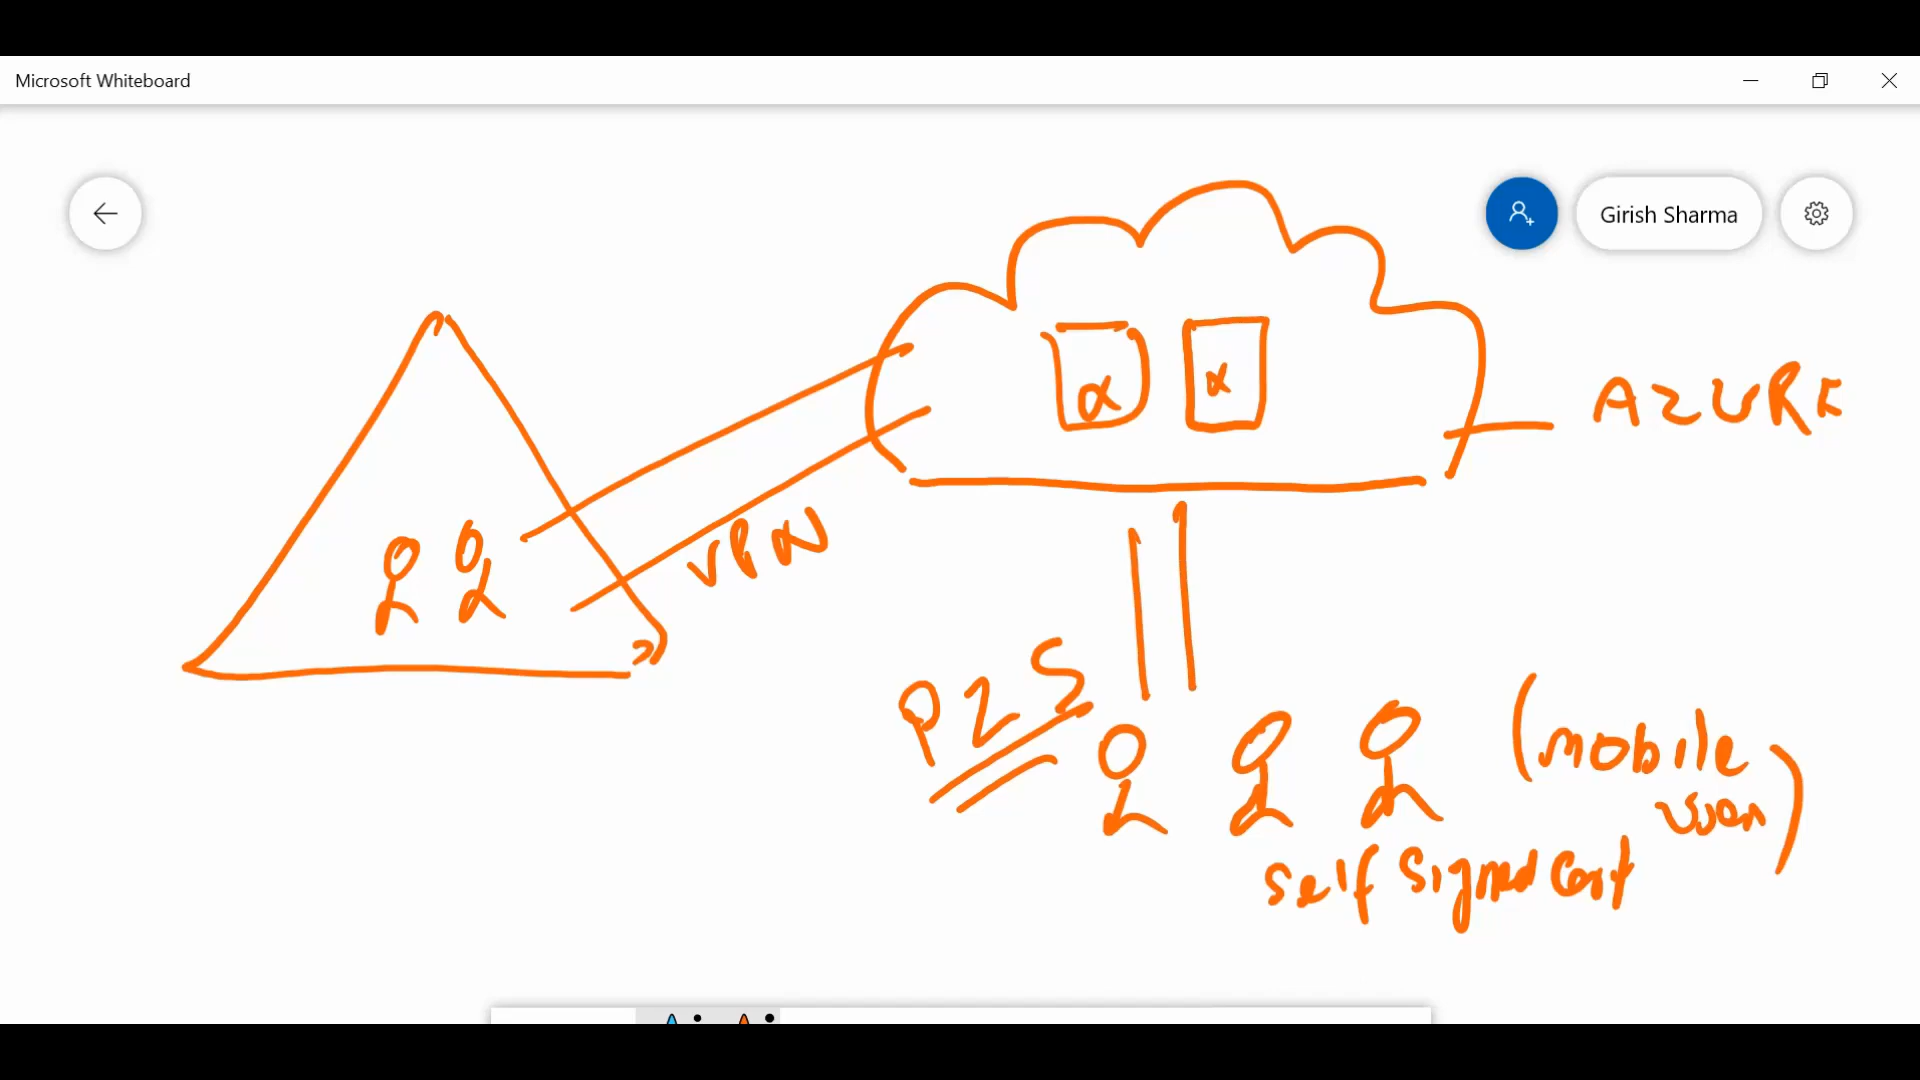 Microsoft Whiteboard
Girish Sharma
α α
AZURE
VPN
P2S
(mobile
user)
Self Signed Cert